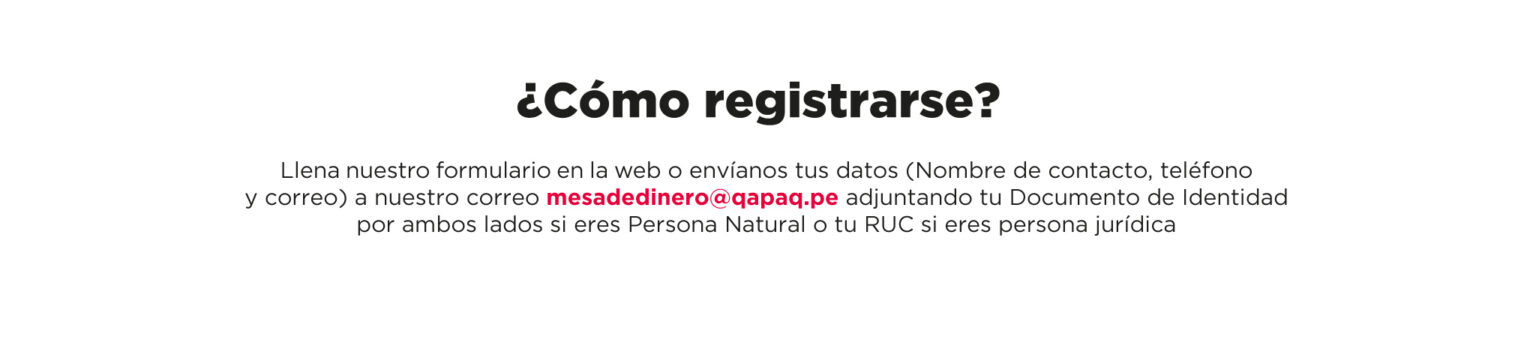 ¿Cómo registrarse?
Llena nuestro formulario en la web o envíanos tus datos (Nombre de contacto, teléfono
y correo) a nuestro correo mesadedinero@qapaq.pe adjuntando tu Documento de Identidad
por ambos lados si eres Persona Natural o tu RUC si eres persona jurídica